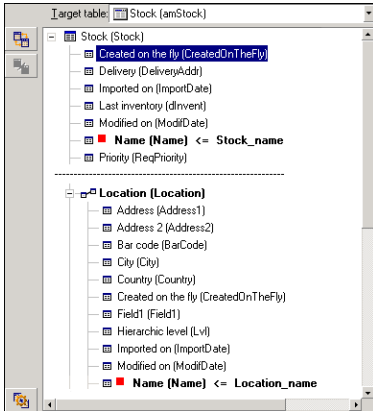 Target table: Stock (amStock)
Stock (Stock)
Created on the fly (CreatedOnTheFly)
Delivery (DeliveryAddr)
Imported on (ImportDate)
Last inventory (dInvent)
Modified on (ModifDate)
Name (Name) <= Stock_name
Priority (ReqPriority)
Location (Location)
Address (Address1)
Address 2 (Address2)
Bar code (BarCode)
City (City)
Country (Country)
Created on the fly (CreatedOnTheFly)
Field1 (Field1)
Hierarchic level (Lvl)
Imported on (ImportDate)
Modified on (ModifDate)
Name (Name) <= Location_name